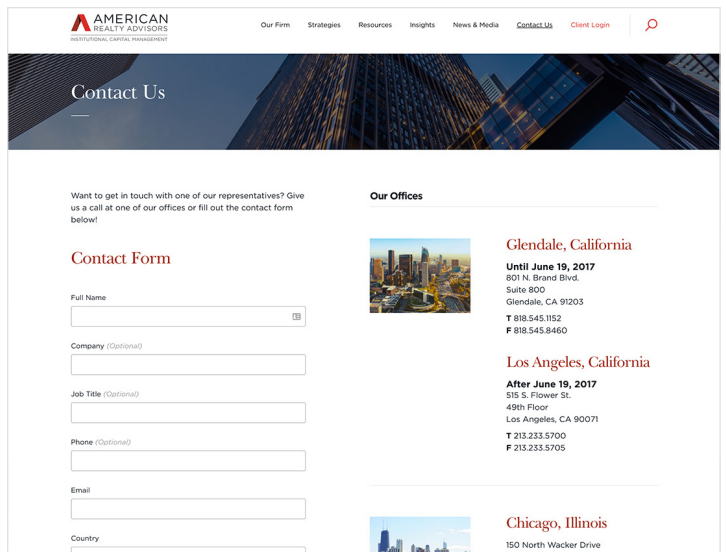 AMERICAN
REALTY ADVISORS
INSTITUTIONAL CAPITAL MANAGEMENT
Our Firm Strategies Resources Insights News & Media Contact Us Client Login
Contact Us
Want to get in touch with one of our representatives? Give
us a call at one of our offices or fill out the contact form
below!
Contact Form
Full Name
Company (Optional)
Job Title (Optional)
Phone (Optional)
Email
Country
Our Offices
Glendale, California
Until June 19, 2017
801 N. Brand Blvd.
Suite 800
Glendale, CA 91203
T 818.545.1152
F 818.545.8460
Los Angeles, California
After June 19, 2017
515 S. Flower St.
49th Floor
Los Angeles, CA 90071
T 213.233.5700
F 213.233.5705
Chicago, Illinois
150 North Wacker Drive